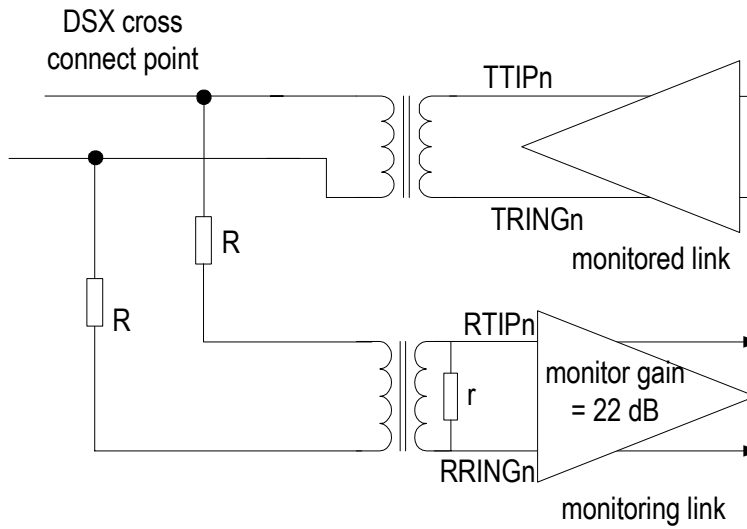 DSX cross
connect point
TTIPn
TRINGn
monitored link
R
R
RTIPn
monitor gain
= 22 dB
r
RRINGn
monitoring link